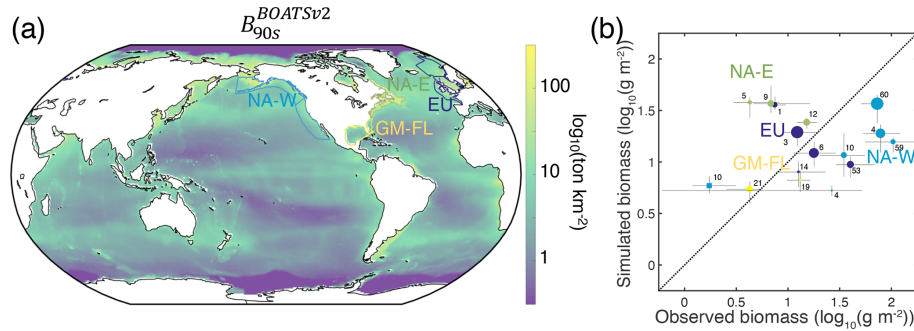 (a)
B_{90s}^{BOATSv2}
NA-W
NA-E
EU
GM-FL
100
10
1
log10(ton km-2)
(b)
Simulated biomass (log10(g m-2))
2
1.5
1
0.5
0
NA-E
EU
GM-FL
NA-W
5
9
1
12
60
3
4
59
6
10
53
14
10
21
19
4
0
0.5
1
1.5
2
Observed biomass (log10(g m-2))